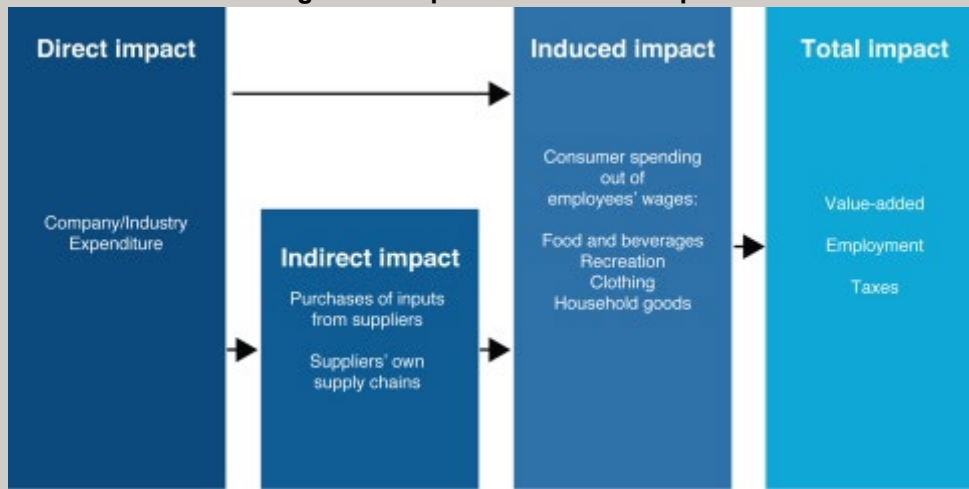 Direct impact
Company/Industry
Expenditure
Indirect impact
Purchases of inputs
from suppliers
Suppliers' own
supply chains
Induced impact
Consumer spending
out of
employees' wages:
Food and beverages
Recreation
Clothing
Household goods
Total impact
Value-added
Employment
Taxes